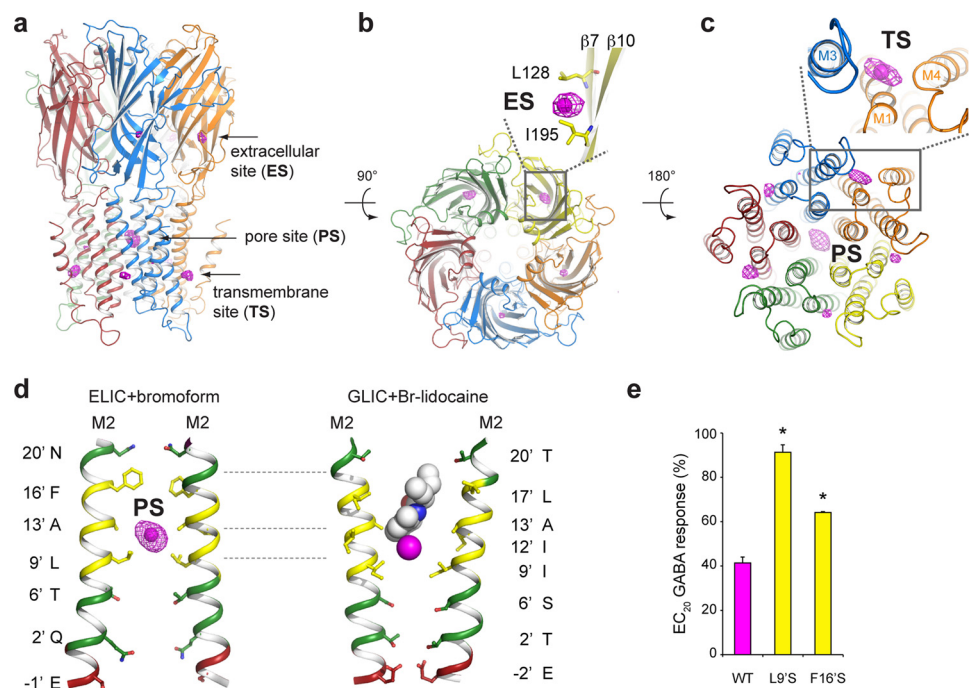 a
extracellular
site (ES)
pore site (PS)
transmembrane
site (TS)
90°
b
β7 β10
L128
ES
I195
180°
c
M3
TS
M4
M1
PS
d
ELIC+bromoform
M2 M2
20' N
16' F
PS
13' A
9' L
6' T
2' Q
-1' E
GLIC+Br-lidocaine
M2 M2
20' T
17' L
13' A
12' I
9' I
6' S
2' T
-2' E
e
EC20 GABA response (%)
100
80
60
40
20
0
* 
*
WT L9'S F16'S